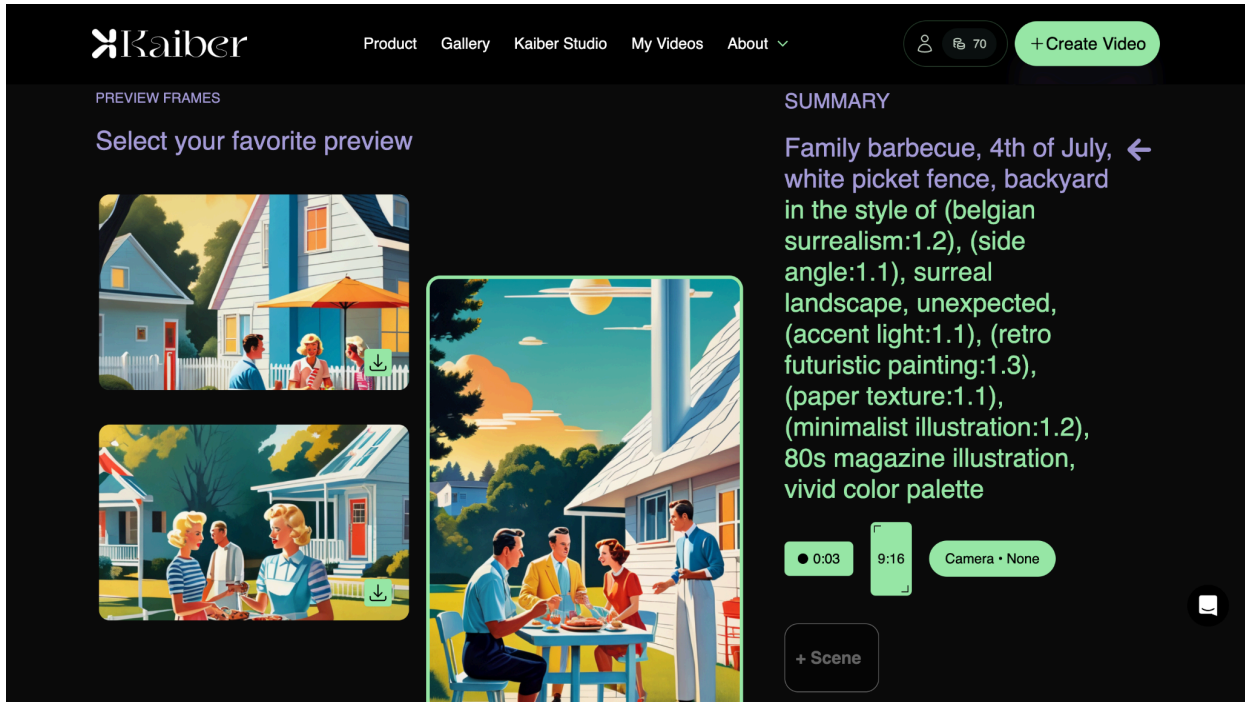 Kaiber
Product Gallery Kaiber Studio My Videos About
70
+ Create Video
PREVIEW FRAMES
Select your favorite preview
SUMMARY
Family barbecue, 4th of July,
white picket fence, backyard
in the style of (belgian
surrealism:1.2), (side
angle:1.1), surreal
landscape, unexpected,
(accent light:1.1), (retro
futuristic painting:1.3),
(paper texture:1.1),
(minimalist illustration:1.2),
80s magazine illustration,
vivid color palette
0:03
9:16
Camera • None
+ Scene